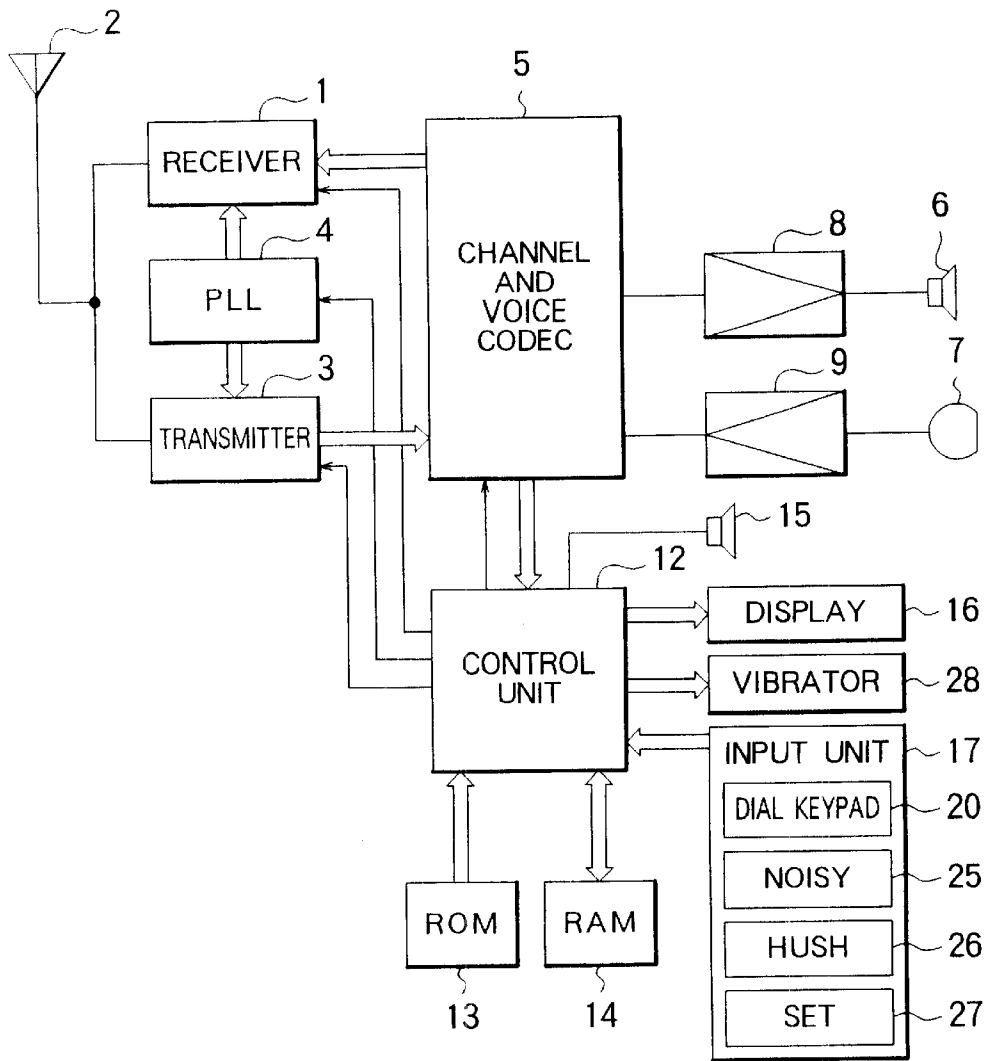 2
1
RECEIVER
5
CHANNEL
AND
VOICE
CODEC
4
PLL
8
6
3
TRANSMITTER
9
7
15
12
CONTROL
UNIT
DISPLAY
16
VIBRATOR
28
INPUT UNIT
17
DIAL KEYPAD
20
NOISY
25
HUSH
26
SET
27
ROM
13
RAM
14